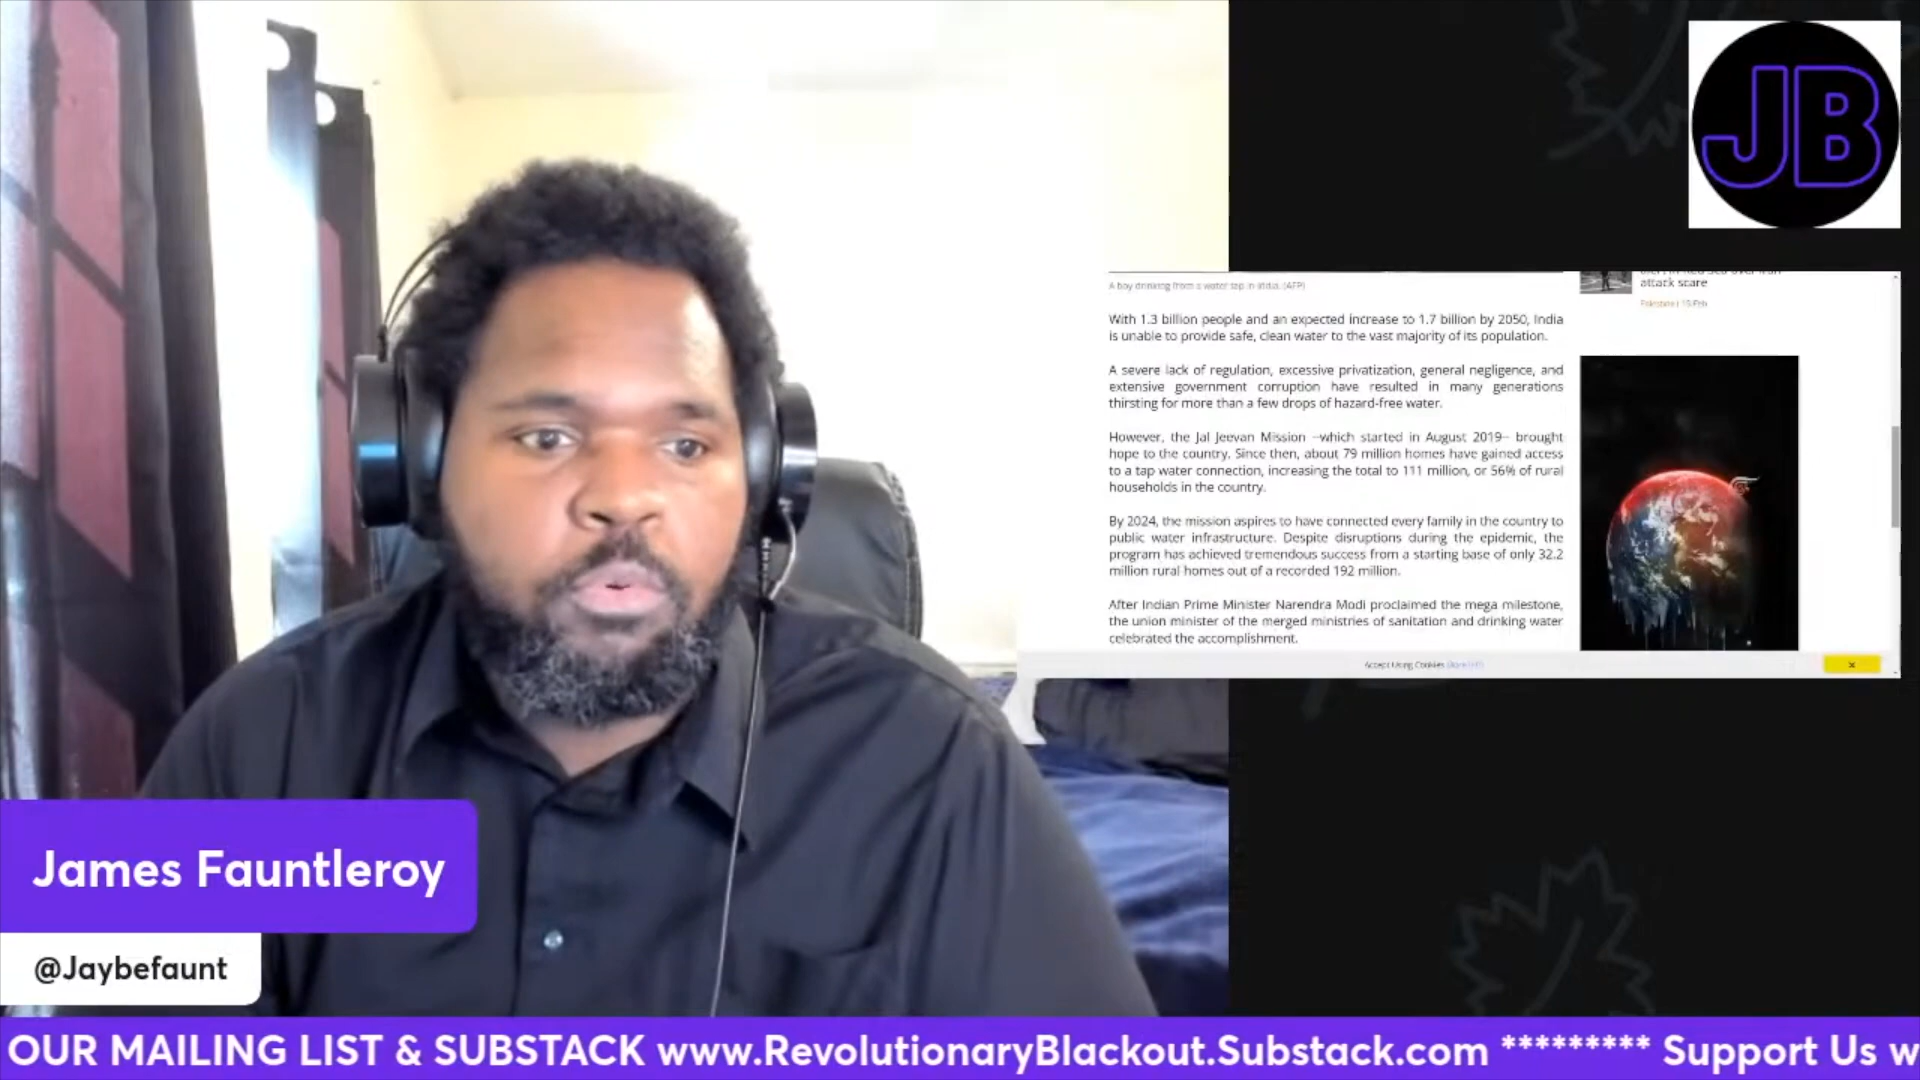 JB
A boy drinking from a water tap in India. (AFP)
With 1.3 billion people and an expected increase to 1.7 billion by 2050, India
is unable to provide safe, clean water to the vast majority of its population.
A severe lack of regulation, excessive privatization, general negligence, and
extensive government corruption have resulted in many generations
thirsting for more than a few drops of hazard-free water.
However, the Jal Jeevan Mission --which started in August 2019-- brought
hope to the country. Since then, about 79 million homes have gained access
to a tap water connection, increasing the total to 111 million, or 56% of rural
households in the country.
By 2024, the mission aspires to have connected every family in the country to
public water infrastructure. Despite disruptions during the epidemic, the
program has achieved tremendous success from a starting base of only 32.2
million rural homes out of a recorded 192 million.
After Indian Prime Minister Narendra Modi proclaimed the mega milestone,
the union minister of the merged ministries of sanitation and drinking water
celebrated the accomplishment.
attack scare
15 Feb
Accept Using Cookies
x
James Fauntleroy
@Jaybefaunt
OUR MAILING LIST & SUBSTACK www.RevolutionaryBlackout.Substack.com ********* Support Us w